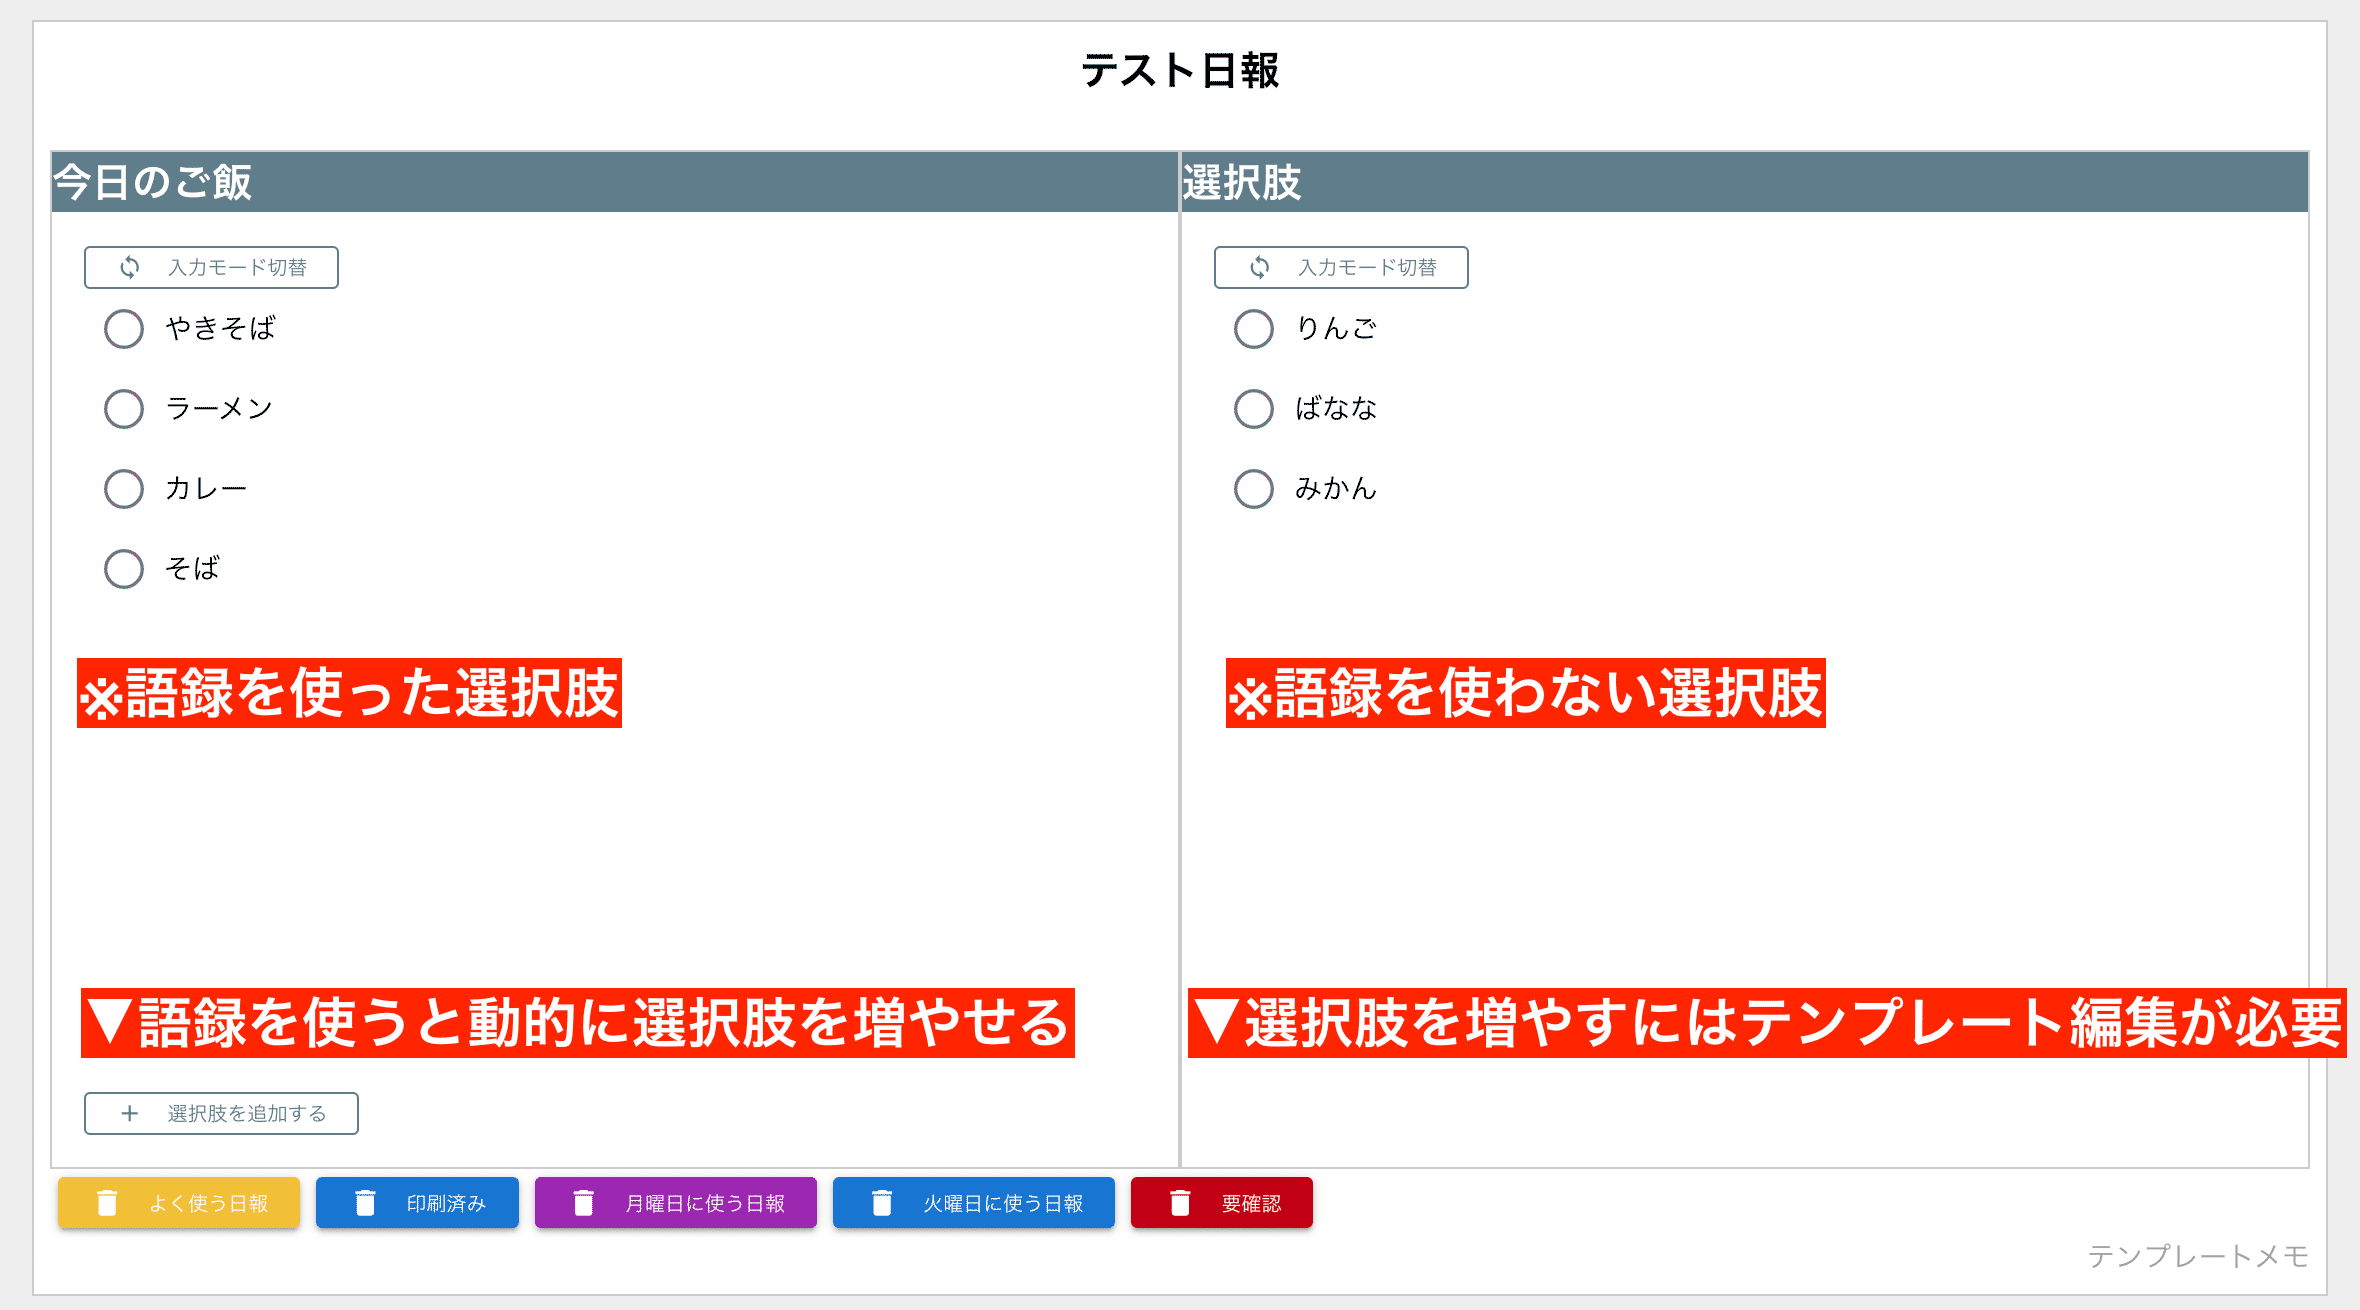 テスト日報
今日のご飯
入力モード切替
やきそば
ラーメン
カレー
そば
※語録を使った選択肢
▼語録を使うと動的に選択肢を増やせる
+ 選択肢を追加する
選択肢
入力モード切替
りんご
ばなな
みかん
※語録を使わない選択肢
▼選択肢を増やすにはテンプレート編集が必要
よく使う日報 印刷済み 月曜日に使う日報 火曜日に使う日報 要確認
テンプレートメモ